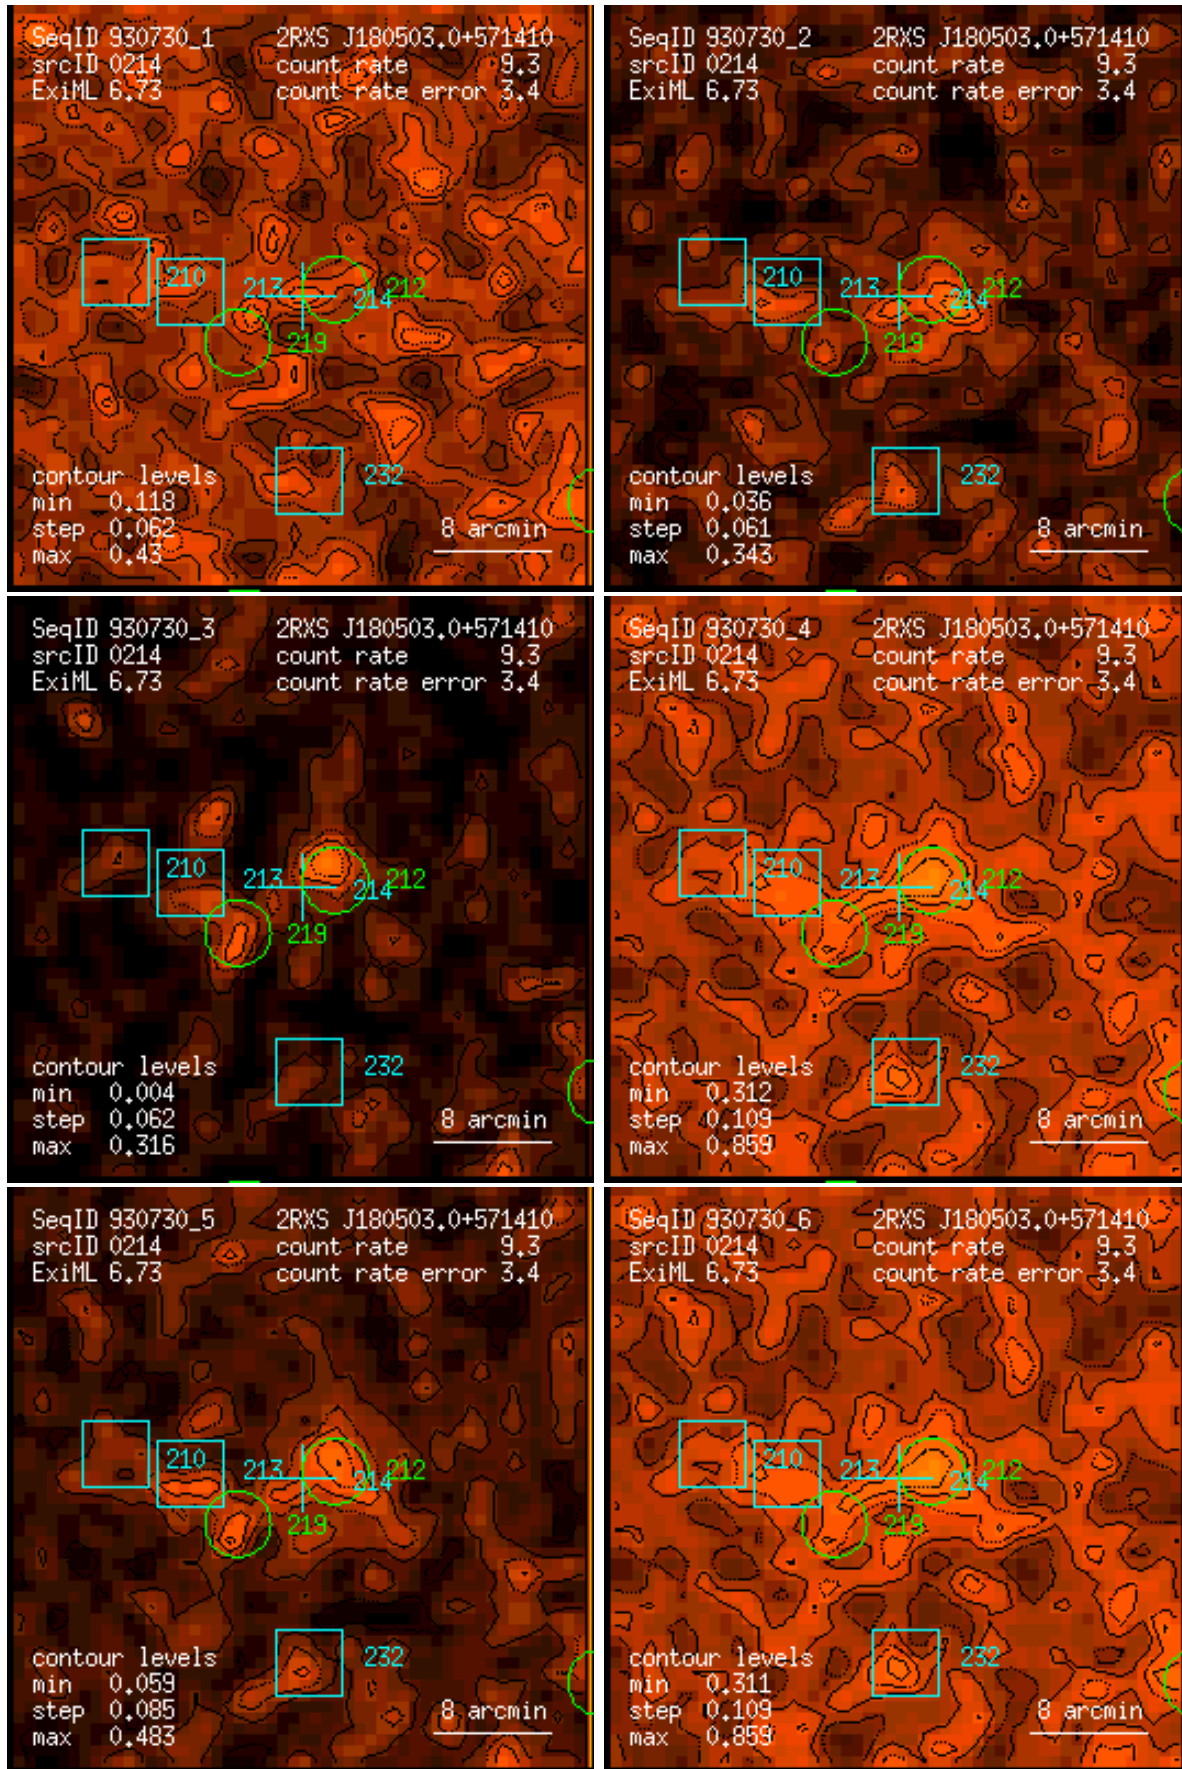 SeqID 930730_1 2RXS J180503.0+571410
srcID 0214 count rate 9.3
ExiML 6.73 count rate error 3.4
210 213 214 212
219
232
contour levels
min 0.118
step 0.062 8 arcmin
max 0.43
SeqID 930730_2 2RXS J180503.0+571410
srcID 0214 count rate 9.3
ExiML 6.73 count rate error 3.4
210 213 214 212
219
232
contour levels
min 0.036
step 0.061 8 arcmin
max 0.343
SeqID 930730_3 2RXS J180503.0+571410
srcID 0214 count rate 9.3
ExiML 6.73 count rate error 3.4
210 213 214 212
219
232
contour levels
min 0.004
step 0.062 8 arcmin
max 0.316
SeqID 930730_4 2RXS J180503.0+571410
srcID 0214 count rate 9.3
ExiML 6.73 count rate error 3.4
210 213 214 212
219
232
contour levels
min 0.312
step 0.109 8 arcmin
max 0.859
SeqID 930730_5 2RXS J180503.0+571410
srcID 0214 count rate 9.3
ExiML 6.73 count rate error 3.4
210 213 214 212
219
232
contour levels
min 0.059
step 0.085 8 arcmin
max 0.483
SeqID 930730_6 2RXS J180503.0+571410
srcID 0214 count rate 9.3
ExiML 6.73 count rate error 3.4
210 213 214 212
219
232
contour levels
min 0.311
step 0.109 8 arcmin
max 0.859